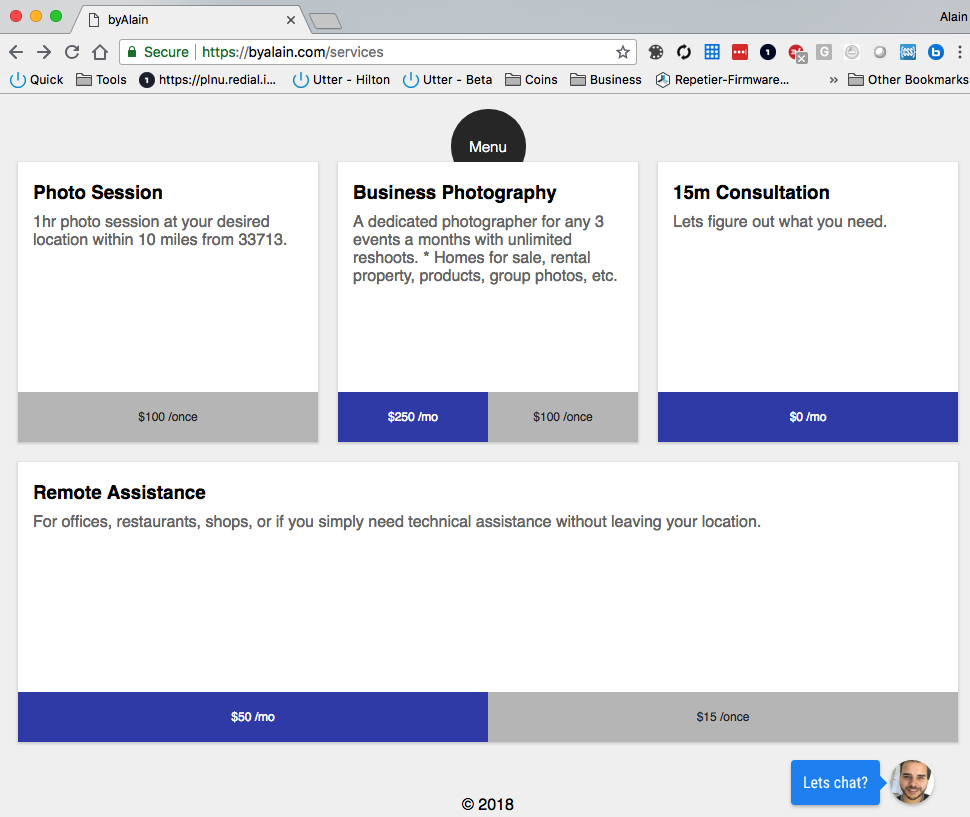 byAlain
Alain
Secure https://byalain.com/services
Quick Tools https://plnu.redial.i... Utter - Hilton Utter - Beta Coins Business Repetier-Firmware... » Other Bookmarks
Menu
Photo Session
1hr photo session at your desired
location within 10 miles from 33713.
$100 /once
Business Photography
A dedicated photographer for any 3
events a months with unlimited
reshoots. * Homes for sale, rental
property, products, group photos, etc.
$250 /mo $100 /once
15m Consultation
Lets figure out what you need.
$0 /mo
Remote Assistance
For offices, restaurants, shops, or if you simply need technical assistance without leaving your location.
$50 /mo $15 /once
Lets chat?
© 2018